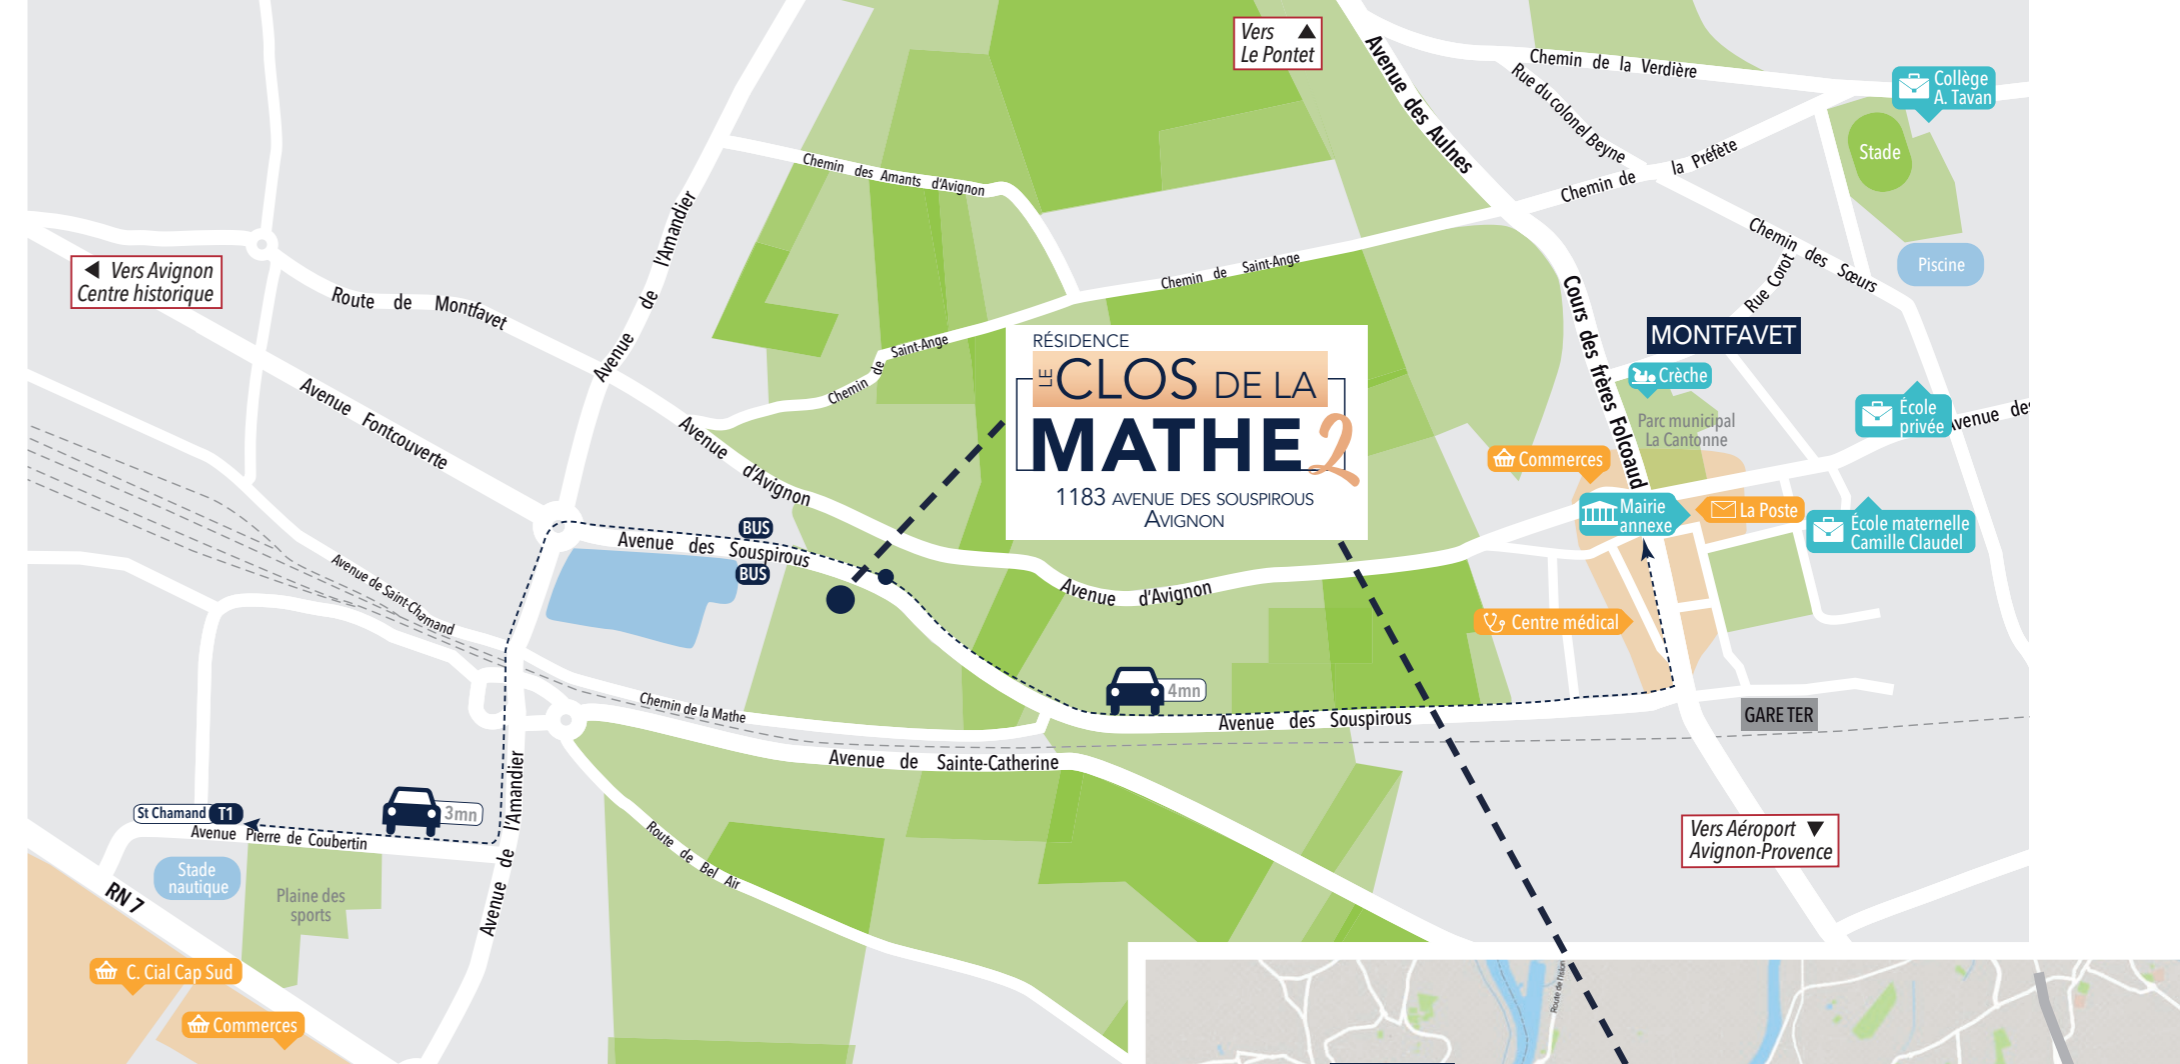 Vers ▲
Le Pontet
Chemin de la Verdière
Collège
A. Tavan
Avenue des Aulnes
Rue du colonel Beyne
Stade
Chemin de la Préfète
Chemin des Amants d'Avignon
Avenue de l'Amandier
Chemin des Sœurs
Rue Corot
Piscine
◀ Vers Avignon
Centre historique
Chemin de Saint-Ange
Route de Montfavet
Cours des frères Folcoaud
MONTFAVET
RÉSIDENCE
LE CLOS DE LA
MATHE 2
1183 AVENUE DES SOUSPIROUS
AVIGNON
Chemin de Saint-Ange
Crèche
Parc municipal
La Cantonne
École
privée
Avenue des
Avenue Fontcouverte
Avenue d'Avignon
Commerces
Mairie
annexe
La Poste
École maternelle
Camille Claudel
BUS
Avenue des Souspirous
BUS
Avenue de Saint-Chamand
Avenue d'Avignon
Centre médical
4mn
Chemin de la Mathe
Avenue des Souspirous
GARE TER
Avenue de Sainte-Catherine
Avenue de l'Amandier
3mn
St Chamand T1
Avenue Pierre de Coubertin
Route de Bel Air
Vers Aéroport ▼
Avignon-Provence
Stade
nautique
Plaine des
sports
RN 7
C. Cial Cap Sud
Commerces
Route de l'Islon